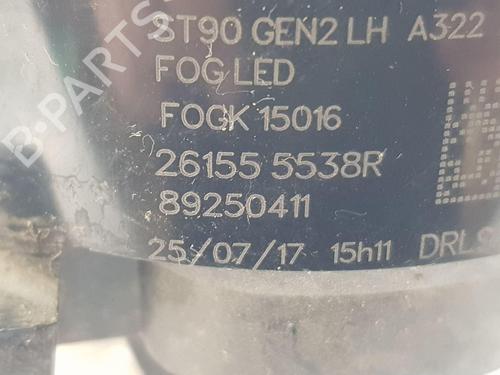 ST90 GEN2 LH A322
FOG LED
FOGK 15016
26155 5538R
89250411
25/07/17 15h11 DRL
B-PARTS